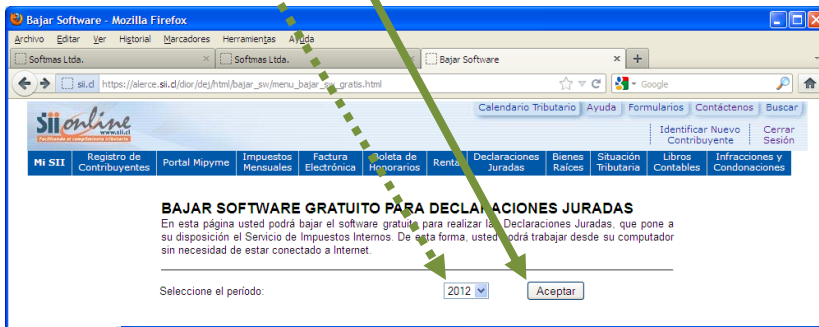 Bajar Software - Mozilla Firefox
Archivo Editar Ver Historial Marcadores Herramientas Ayuda
Softmas Ltda. × Softmas Ltda. × Bajar Software × +
sii.cl https://alerce.sii.cl/dior/dej/html/bajar_sw/menu_bajar_sw_gratis.html Google
Calendario Tributario Ayuda Formularios Contáctenos Buscar
sii online
www.sii.cl
Identificar Nuevo Contribuyente Cerrar Sesión
Mi SII Registro de Contribuyentes Portal Mipyme Impuestos Mensuales Factura Electrónica Boleta de Honorarios Renta Declaraciones Juradas Bienes Raíces Situación Tributaria Libros Contables Infracciones y Condonaciones
BAJAR SOFTWARE GRATUITO PARA DECLARACIONES JURADAS
En esta página usted podrá bajar el software gratuito para realizar las Declaraciones Juradas, que pone a
su disposición el Servicio de Impuestos Internos. De esta forma, usted podrá trabajar desde su computador
sin necesidad de estar conectado a Internet.
Seleccione el período: 2012 Aceptar